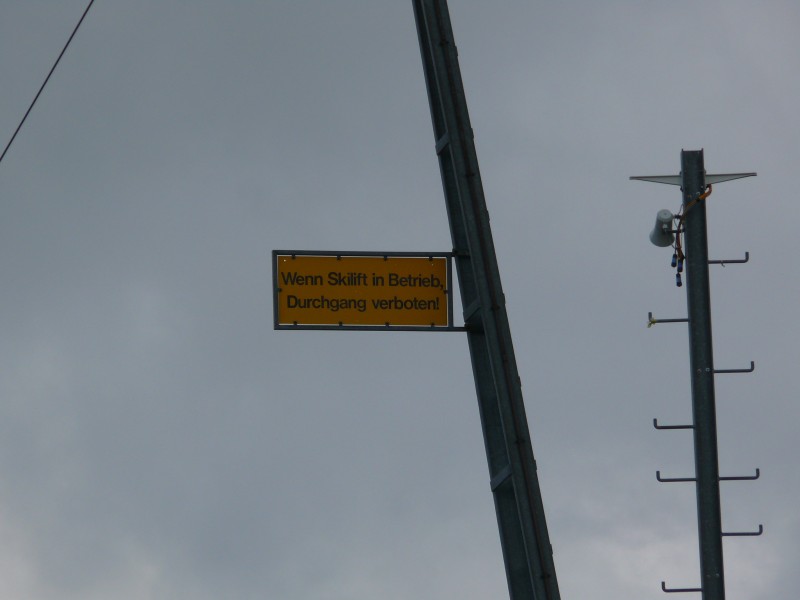 Wenn Skilift in Betrieb,
Durchgang verboten!